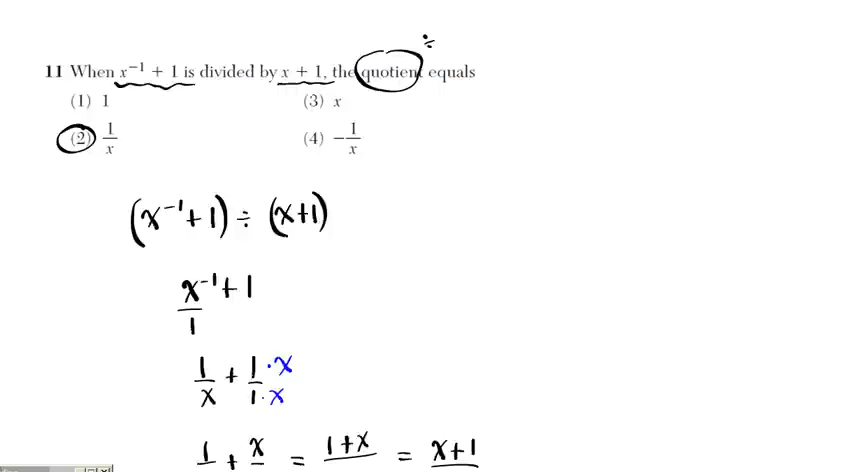 ÷
11 When x⁻¹ + 1 is divided by x + 1, the quotient equals
(1) 1 (3) x
(2) 1/x (4) −1/x
(x⁻¹+1) ÷ (x+1)
x⁻¹+1
1
1/x + 1/1 · x/x
1 + x = 1+x = x+1